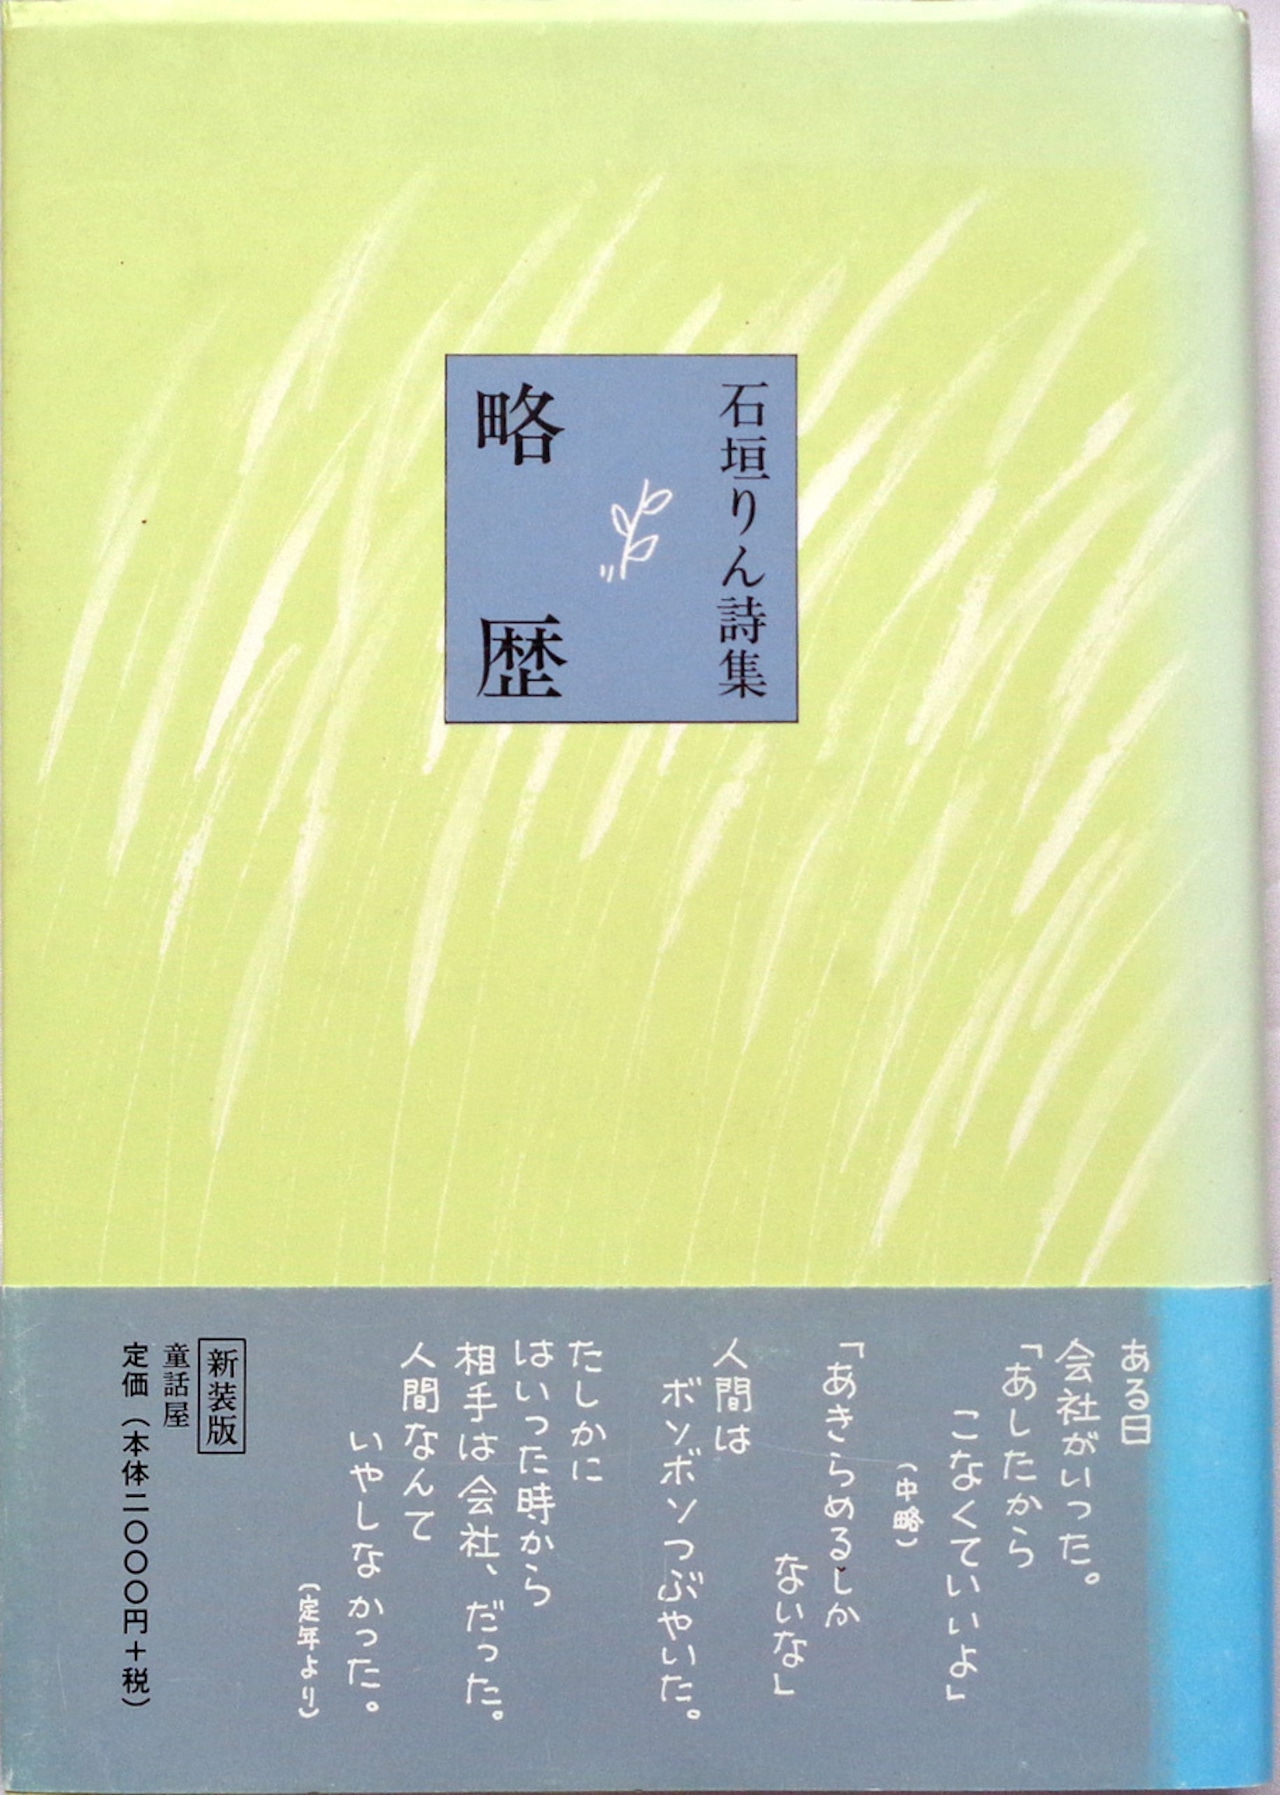 石垣りん詩集
略歴
ある日
会社がいった。
「あしたから
こなくていいよ」
(中略)
「あきらめるしか
ないな」
人間は
ボソボソつぶやいた。
たしかに
はいった時から
相手は会社、だった。
人間なんて
いやしなかった。
(定年より)
新装版
童話屋
定価(本体二〇〇〇円＋税)